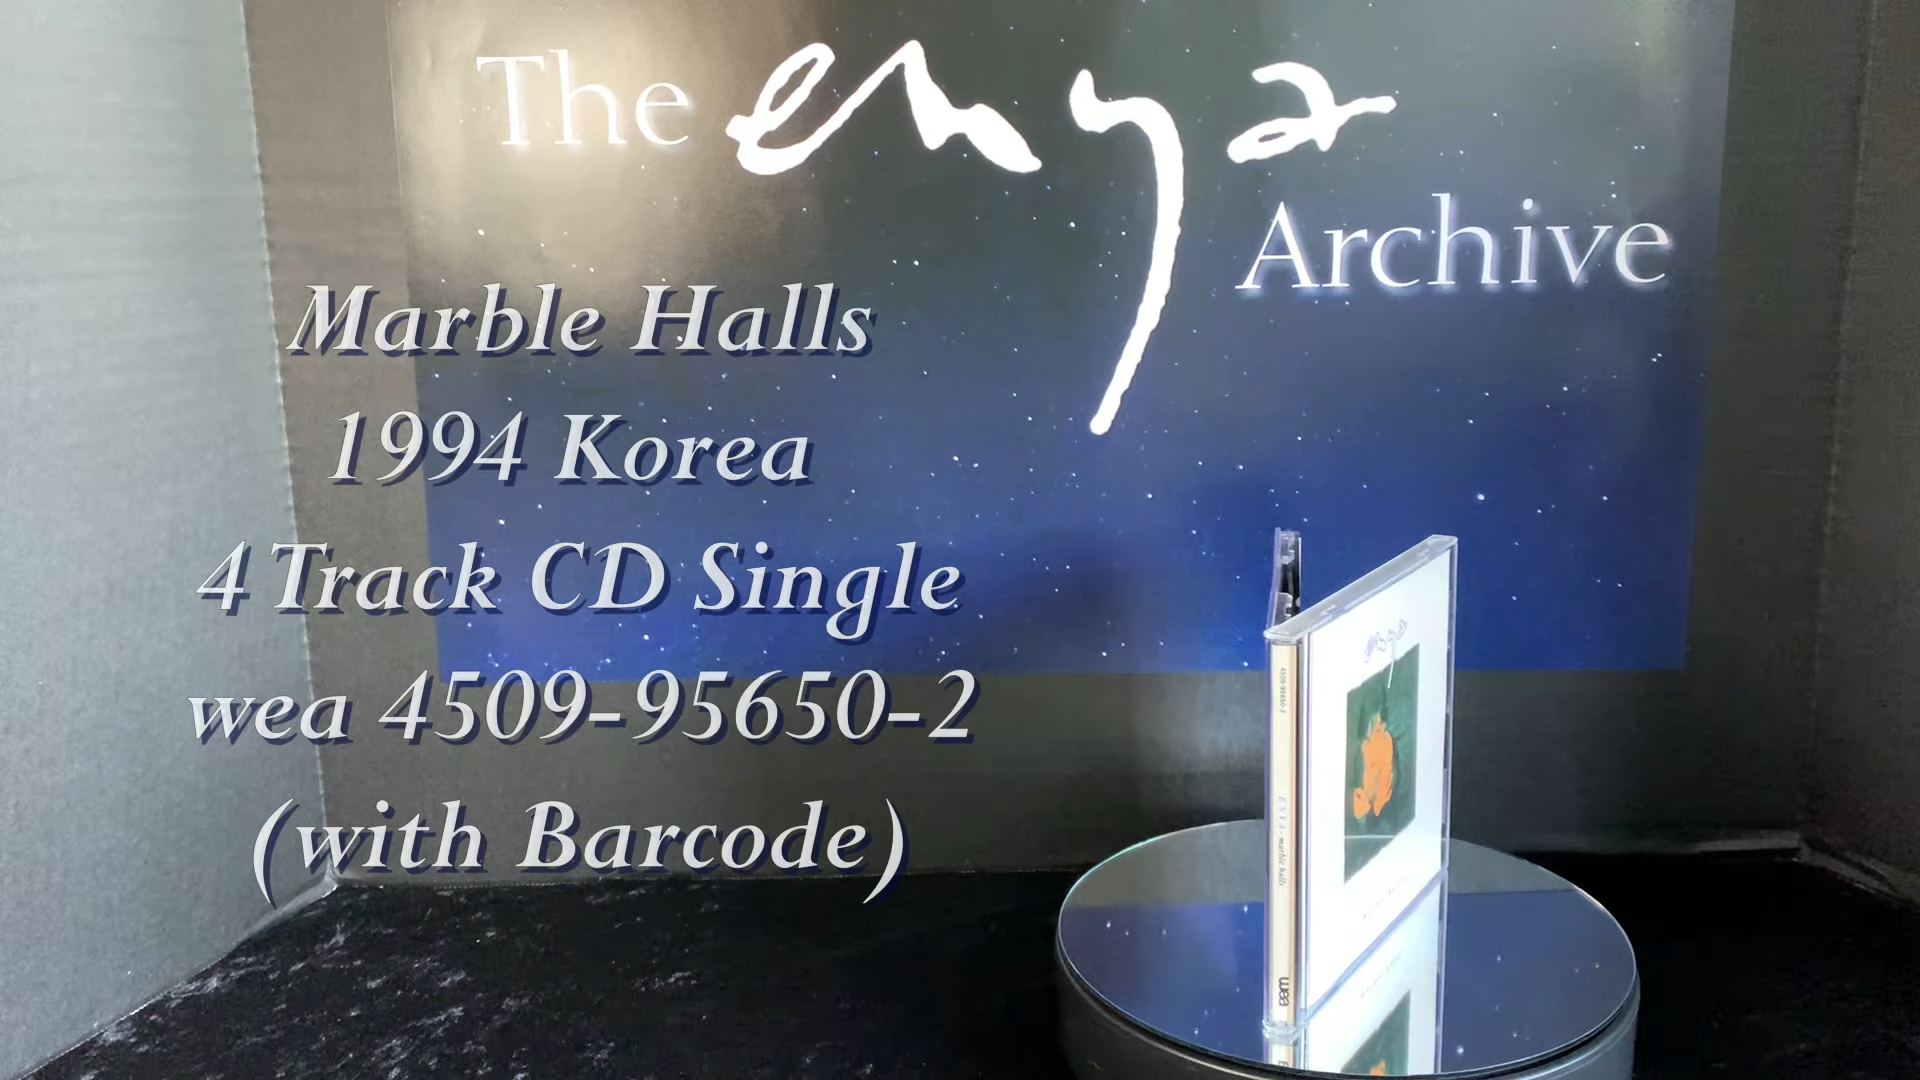 The enya
Archive
Marble Halls
1994 Korea
4 Track CD Single
wea 4509-95650-2
(with Barcode)
enya
4509-95650-2
ENYA · marble halls
wea